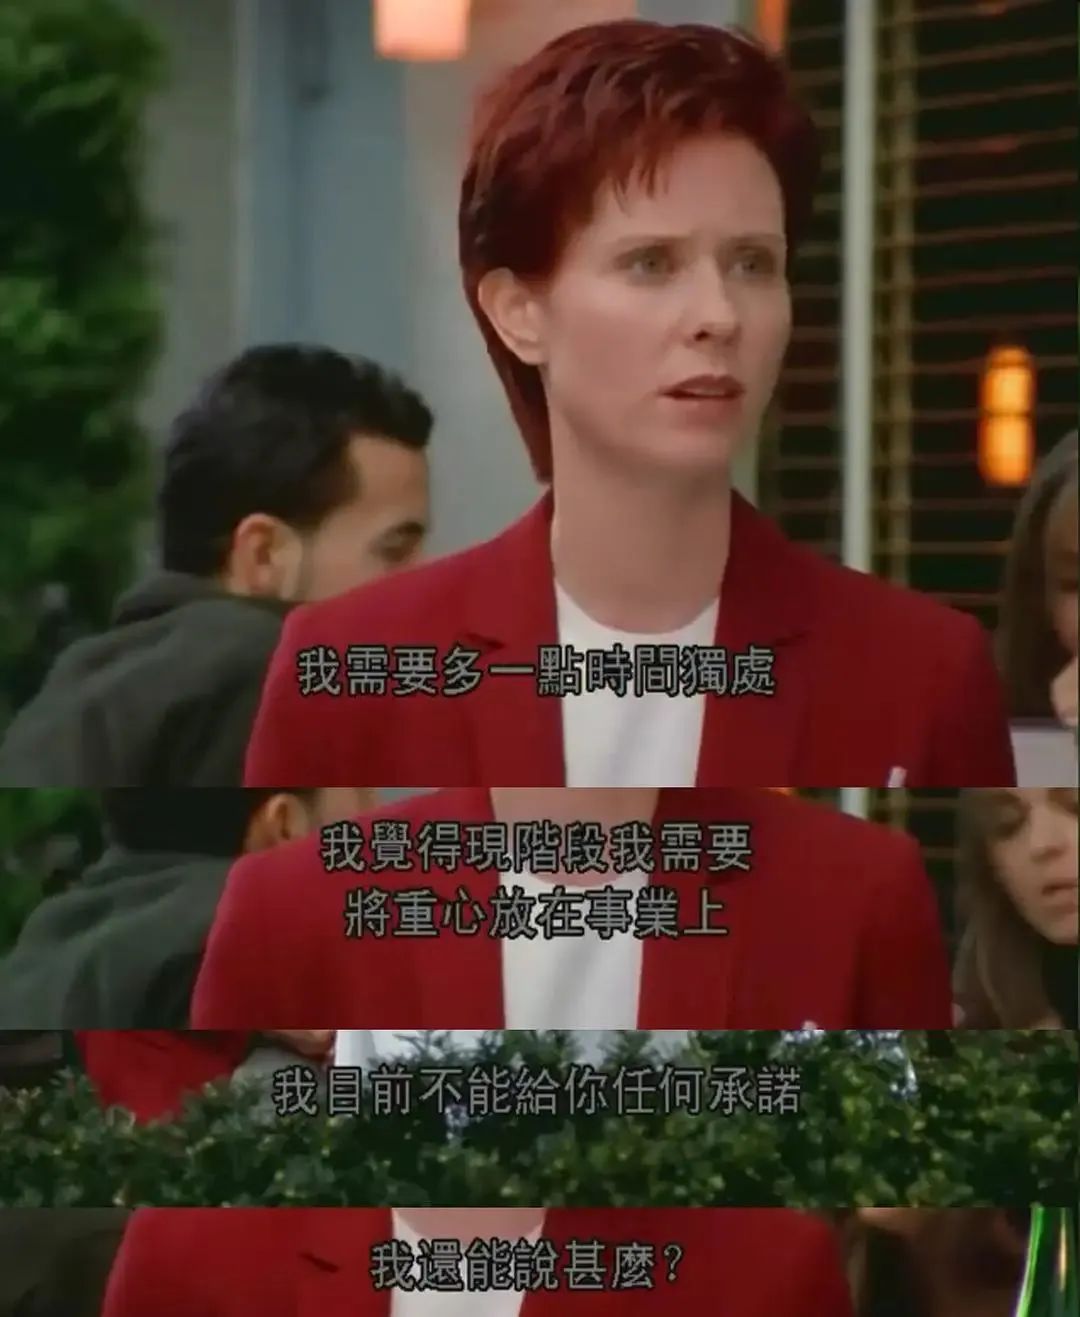 我需要多一點時間獨處
我覺得現階段我需要
將重心放在事業上
我目前不能給你任何承諾
我還能說甚麼?